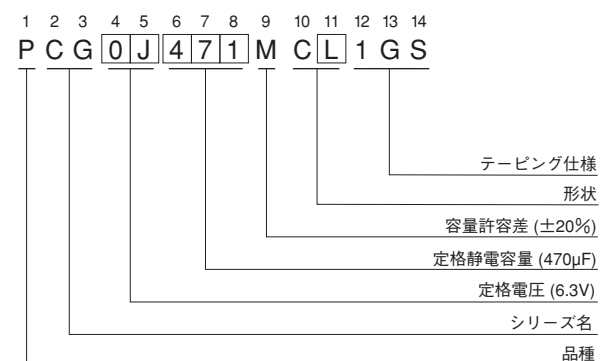 1 2 3 4 5 6 7 8 9 10 11 12 13 14
P C G 0 J 4 7 1 M C L 1 G S
テーピング仕様
形状
容量許容差 (±20%)
定格静電容量 (470µF)
定格電圧 (6.3V)
シリーズ名
品種